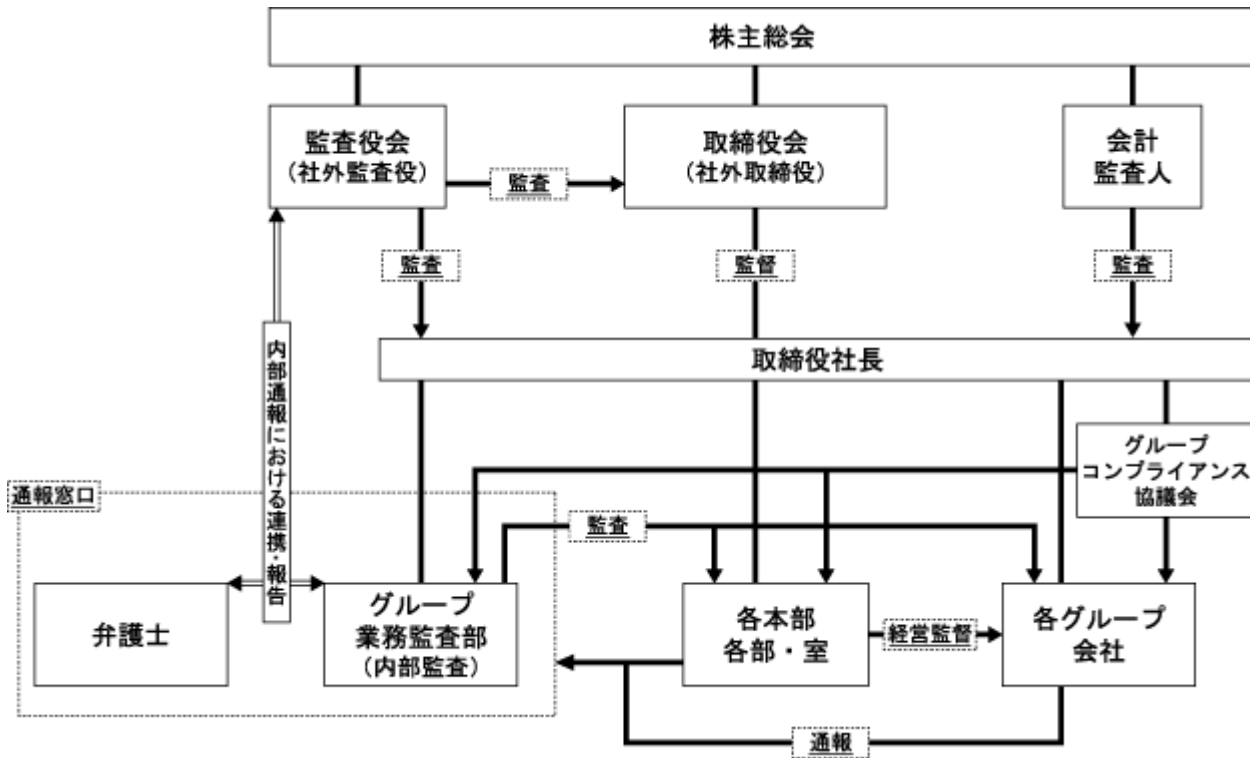 株主総会
監査役会
(社外監査役)
取締役会
(社外取締役)
会計
監査人
監査
監査
監督
監査
取締役社長
内部通報における連携・報告
グループ
コンプライアンス
協議会
通報窓口
監査
弁護士
グループ
業務監査部
(内部監査)
各本部
各部・室
経営監督
各グループ
会社
通報